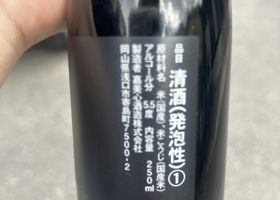 品目 清酒(発泡性)①
原材料名 米(国産)、米こうじ(国産米)
アルコール分 5.5度 内容量 250ml
製造者 嘉美心酒造株式会社
岡山県浅口市寄島町7500-2